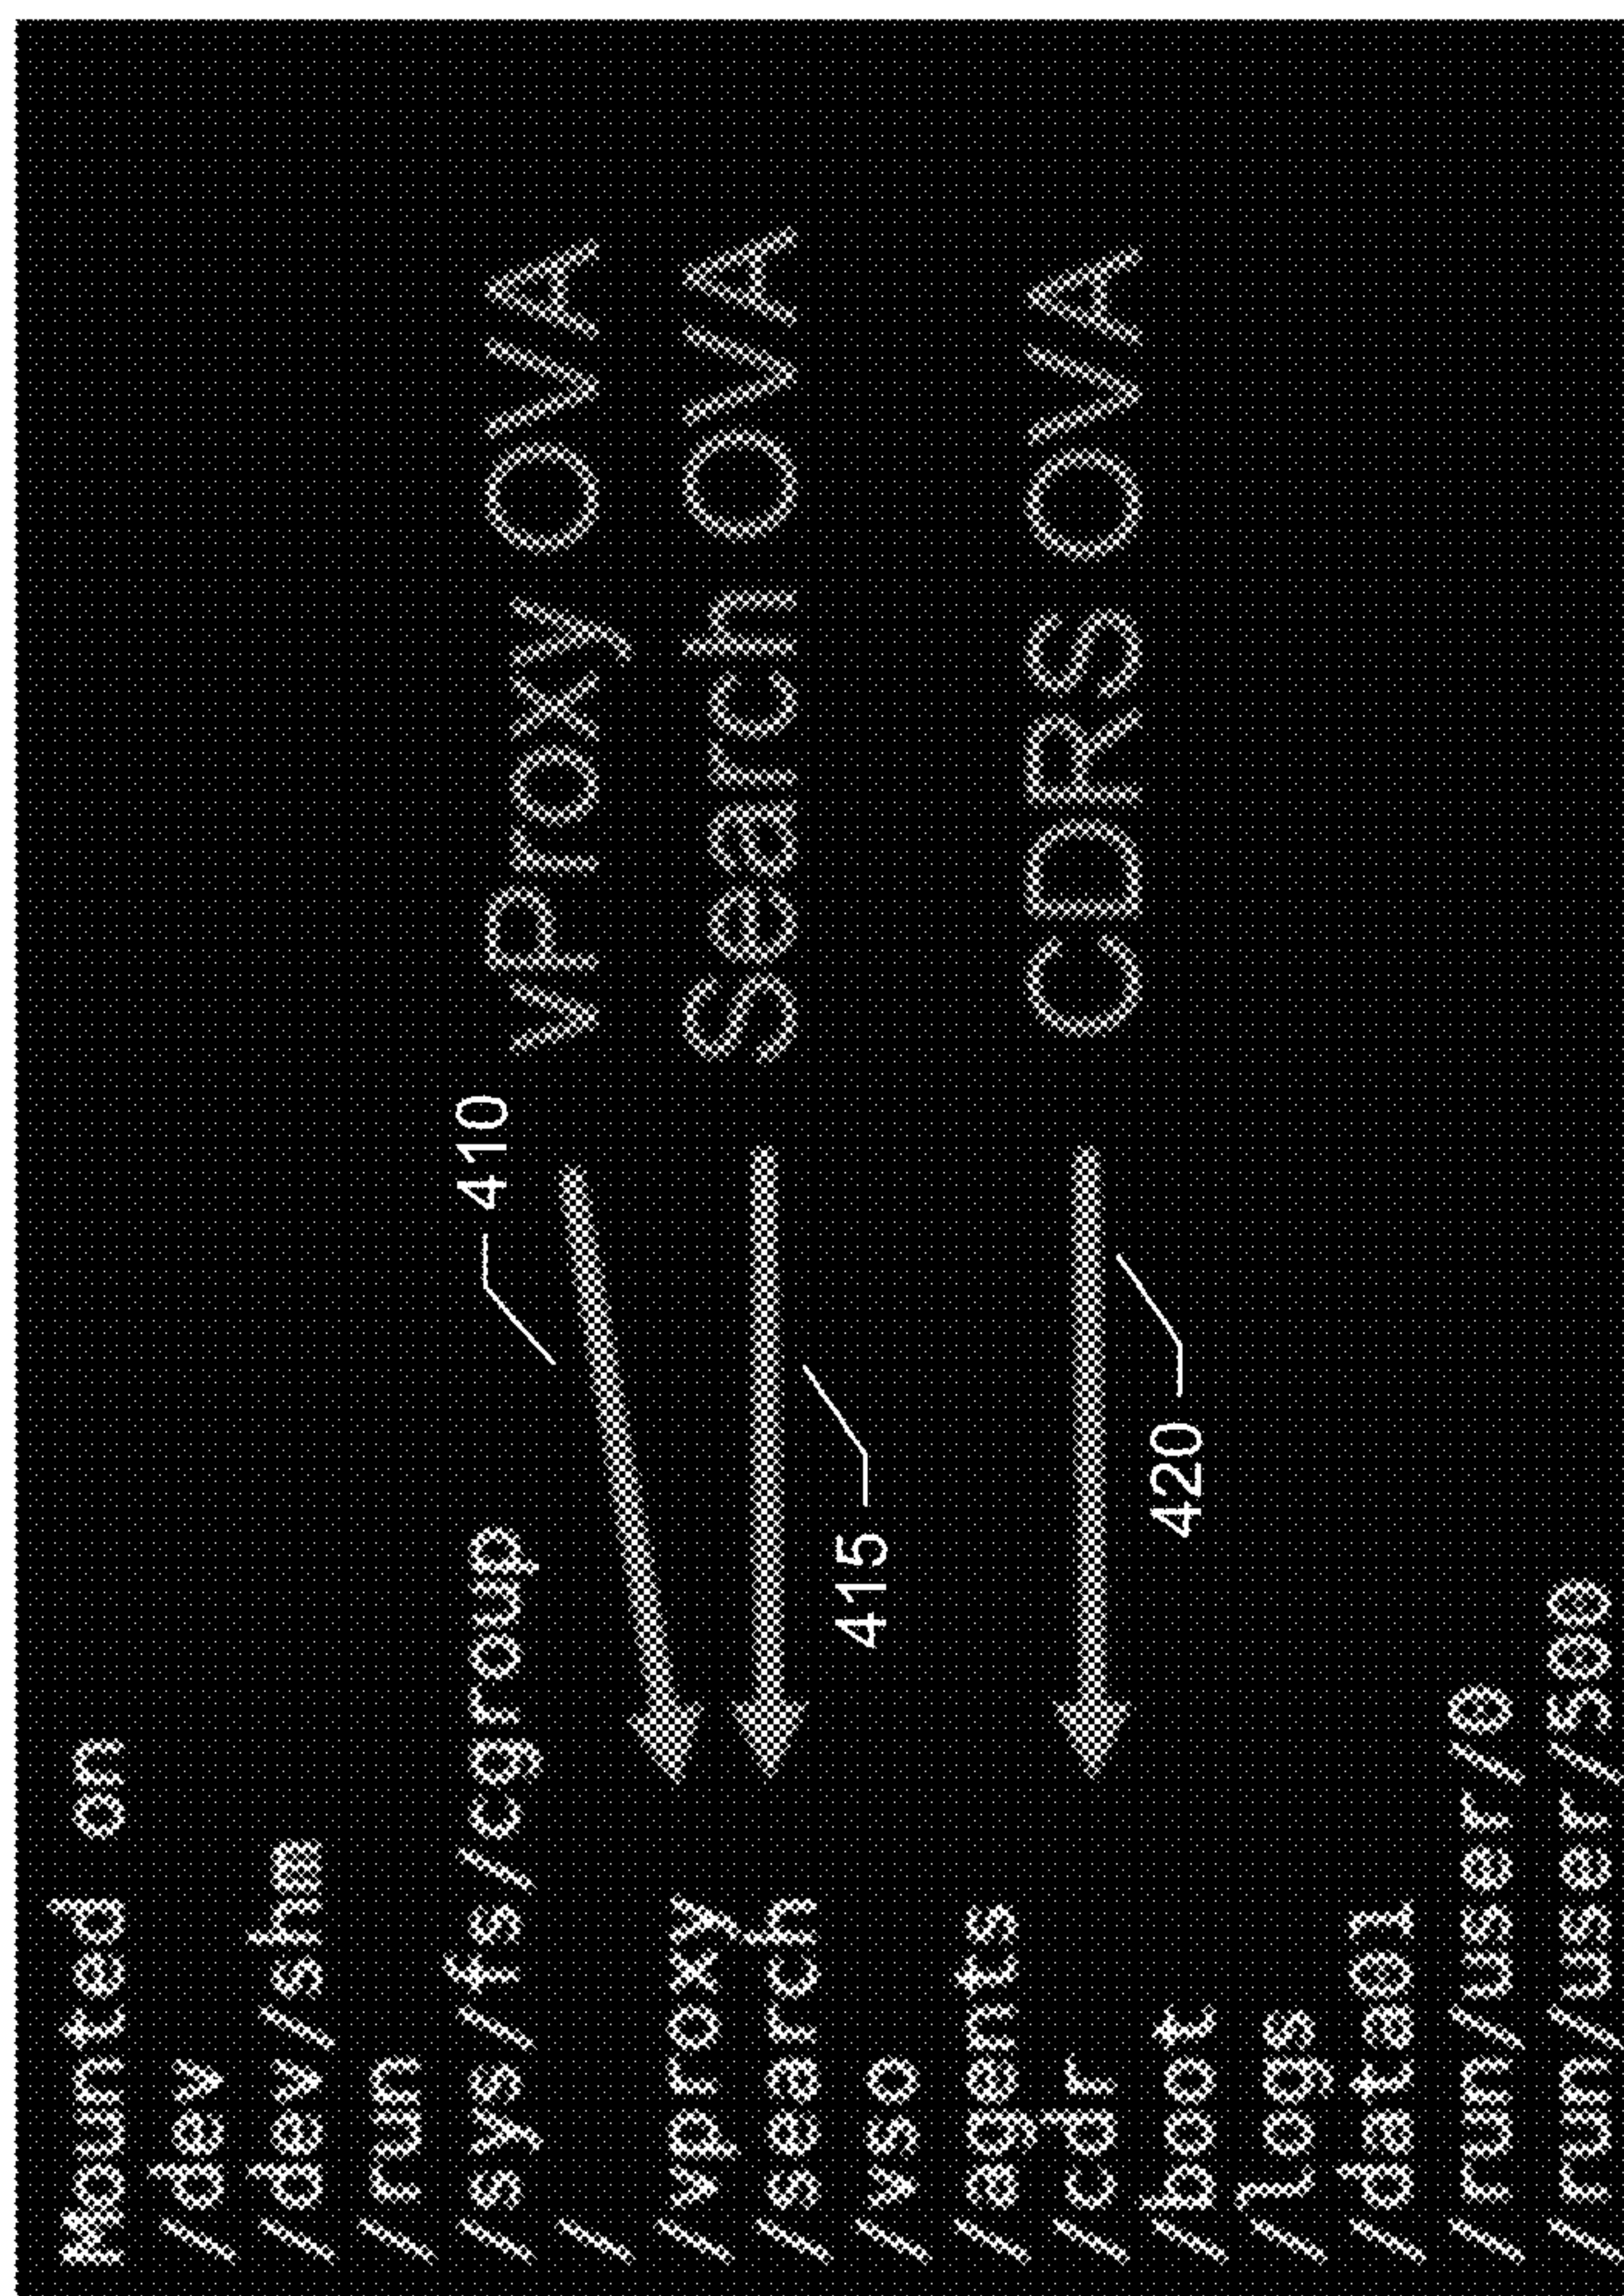 Mounted on
/dev
/dev/shm
/run
/sys/fs/cgroup
410
/
vProxy OVA
/vproxy
/search
Search OVA
415
/vso
/agents
/cdr
CDRS OVA
420
/boot
/logs
/data01
/run/user/0
/run/user/500